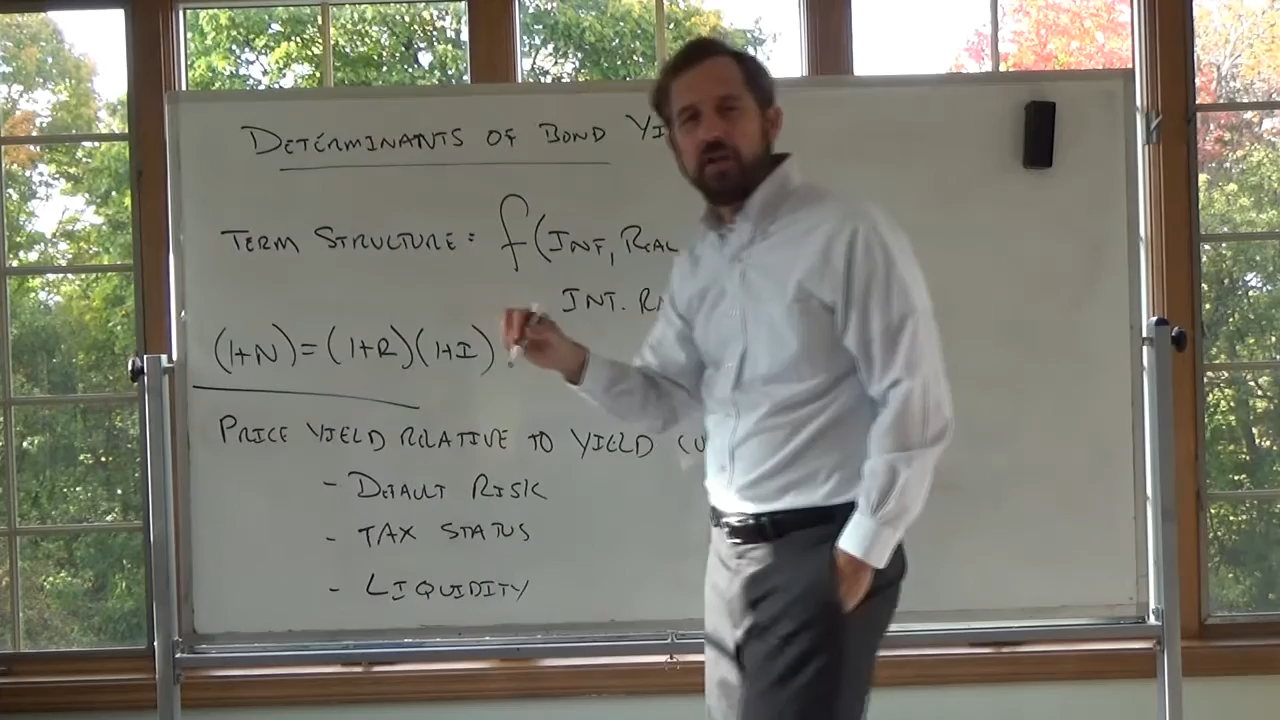 DETERMINANTS OF BOND YI
TERM STRUCTURE: f(INF, REAL
INT. RA
(1+N)=(1+R)(1+I)
PRICE YIELD RELATIVE TO YIELD CU
- DEFAULT RISK
- TAX STATUS
- LIQUIDITY